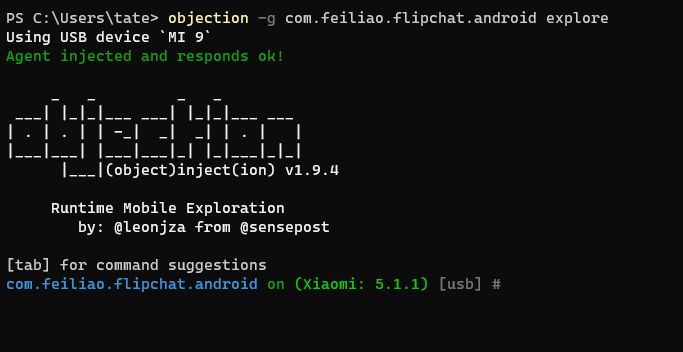 PS C:\Users\tate> objection -g com.feiliao.flipchat.android explore
Using USB device `MI 9`
Agent injected and responds ok!
     _   _         _   _
 ___| |_|_|___ ___| |_|_|___ ___
| . | . | | -_|  _|  _| | . |   |
|___|___| |___|___|_| |_|___|_|_|
      |___|(object)inject(ion) v1.9.4
     Runtime Mobile Exploration
        by: @leonjza from @sensepost
[tab] for command suggestions
com.feiliao.flipchat.android on (Xiaomi: 5.1.1) [usb] #